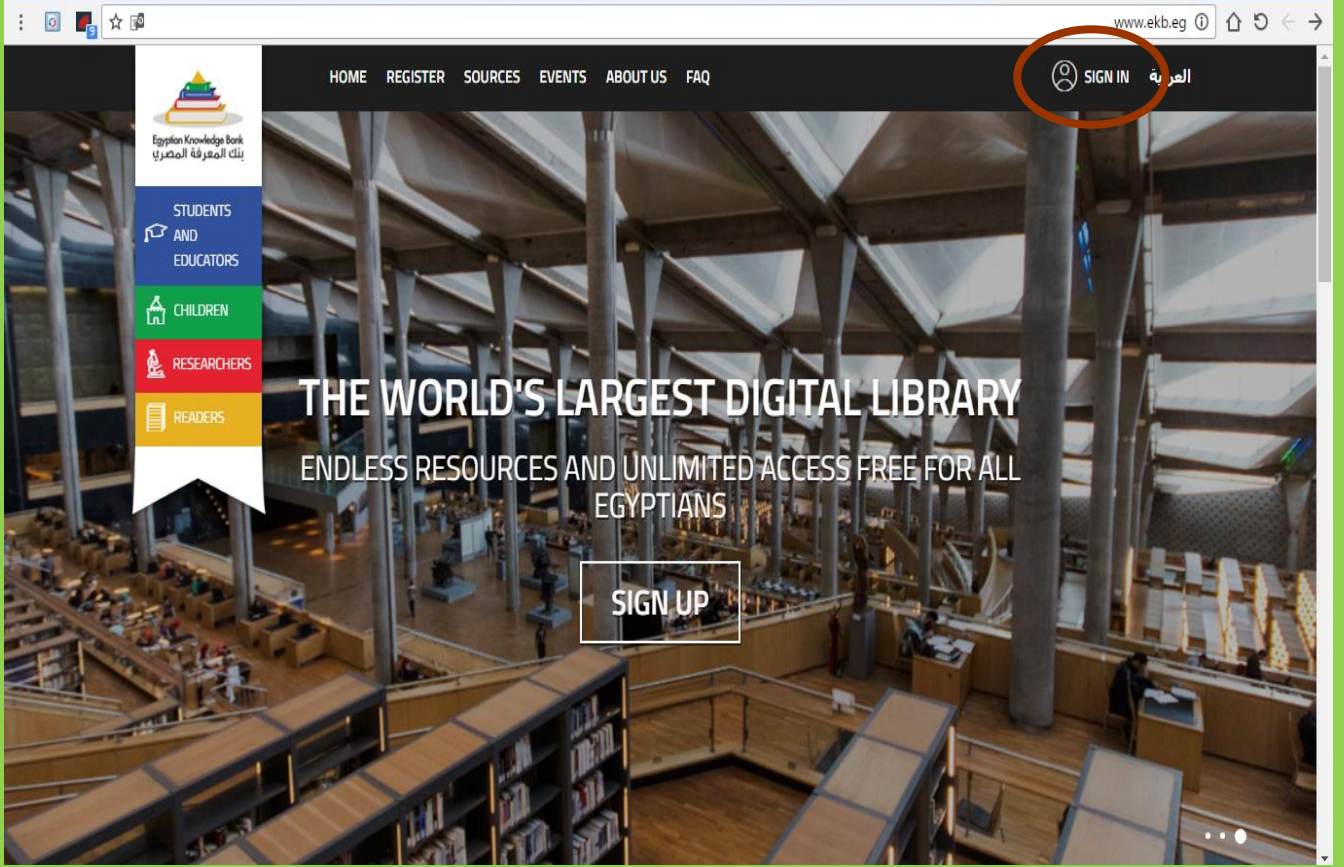 9
www.ekb.eg
HOME REGISTER SOURCES EVENTS ABOUT US FAQ
SIGN IN
العربية
Egyptian Knowledge Bank
بنك المعرفة المصري
STUDENTS
AND
EDUCATORS
CHILDREN
RESEARCHERS
READERS
THE WORLD'S LARGEST DIGITAL LIBRARY
ENDLESS RESOURCES AND UNLIMITED ACCESS FREE FOR ALL
EGYPTIANS
SIGN UP